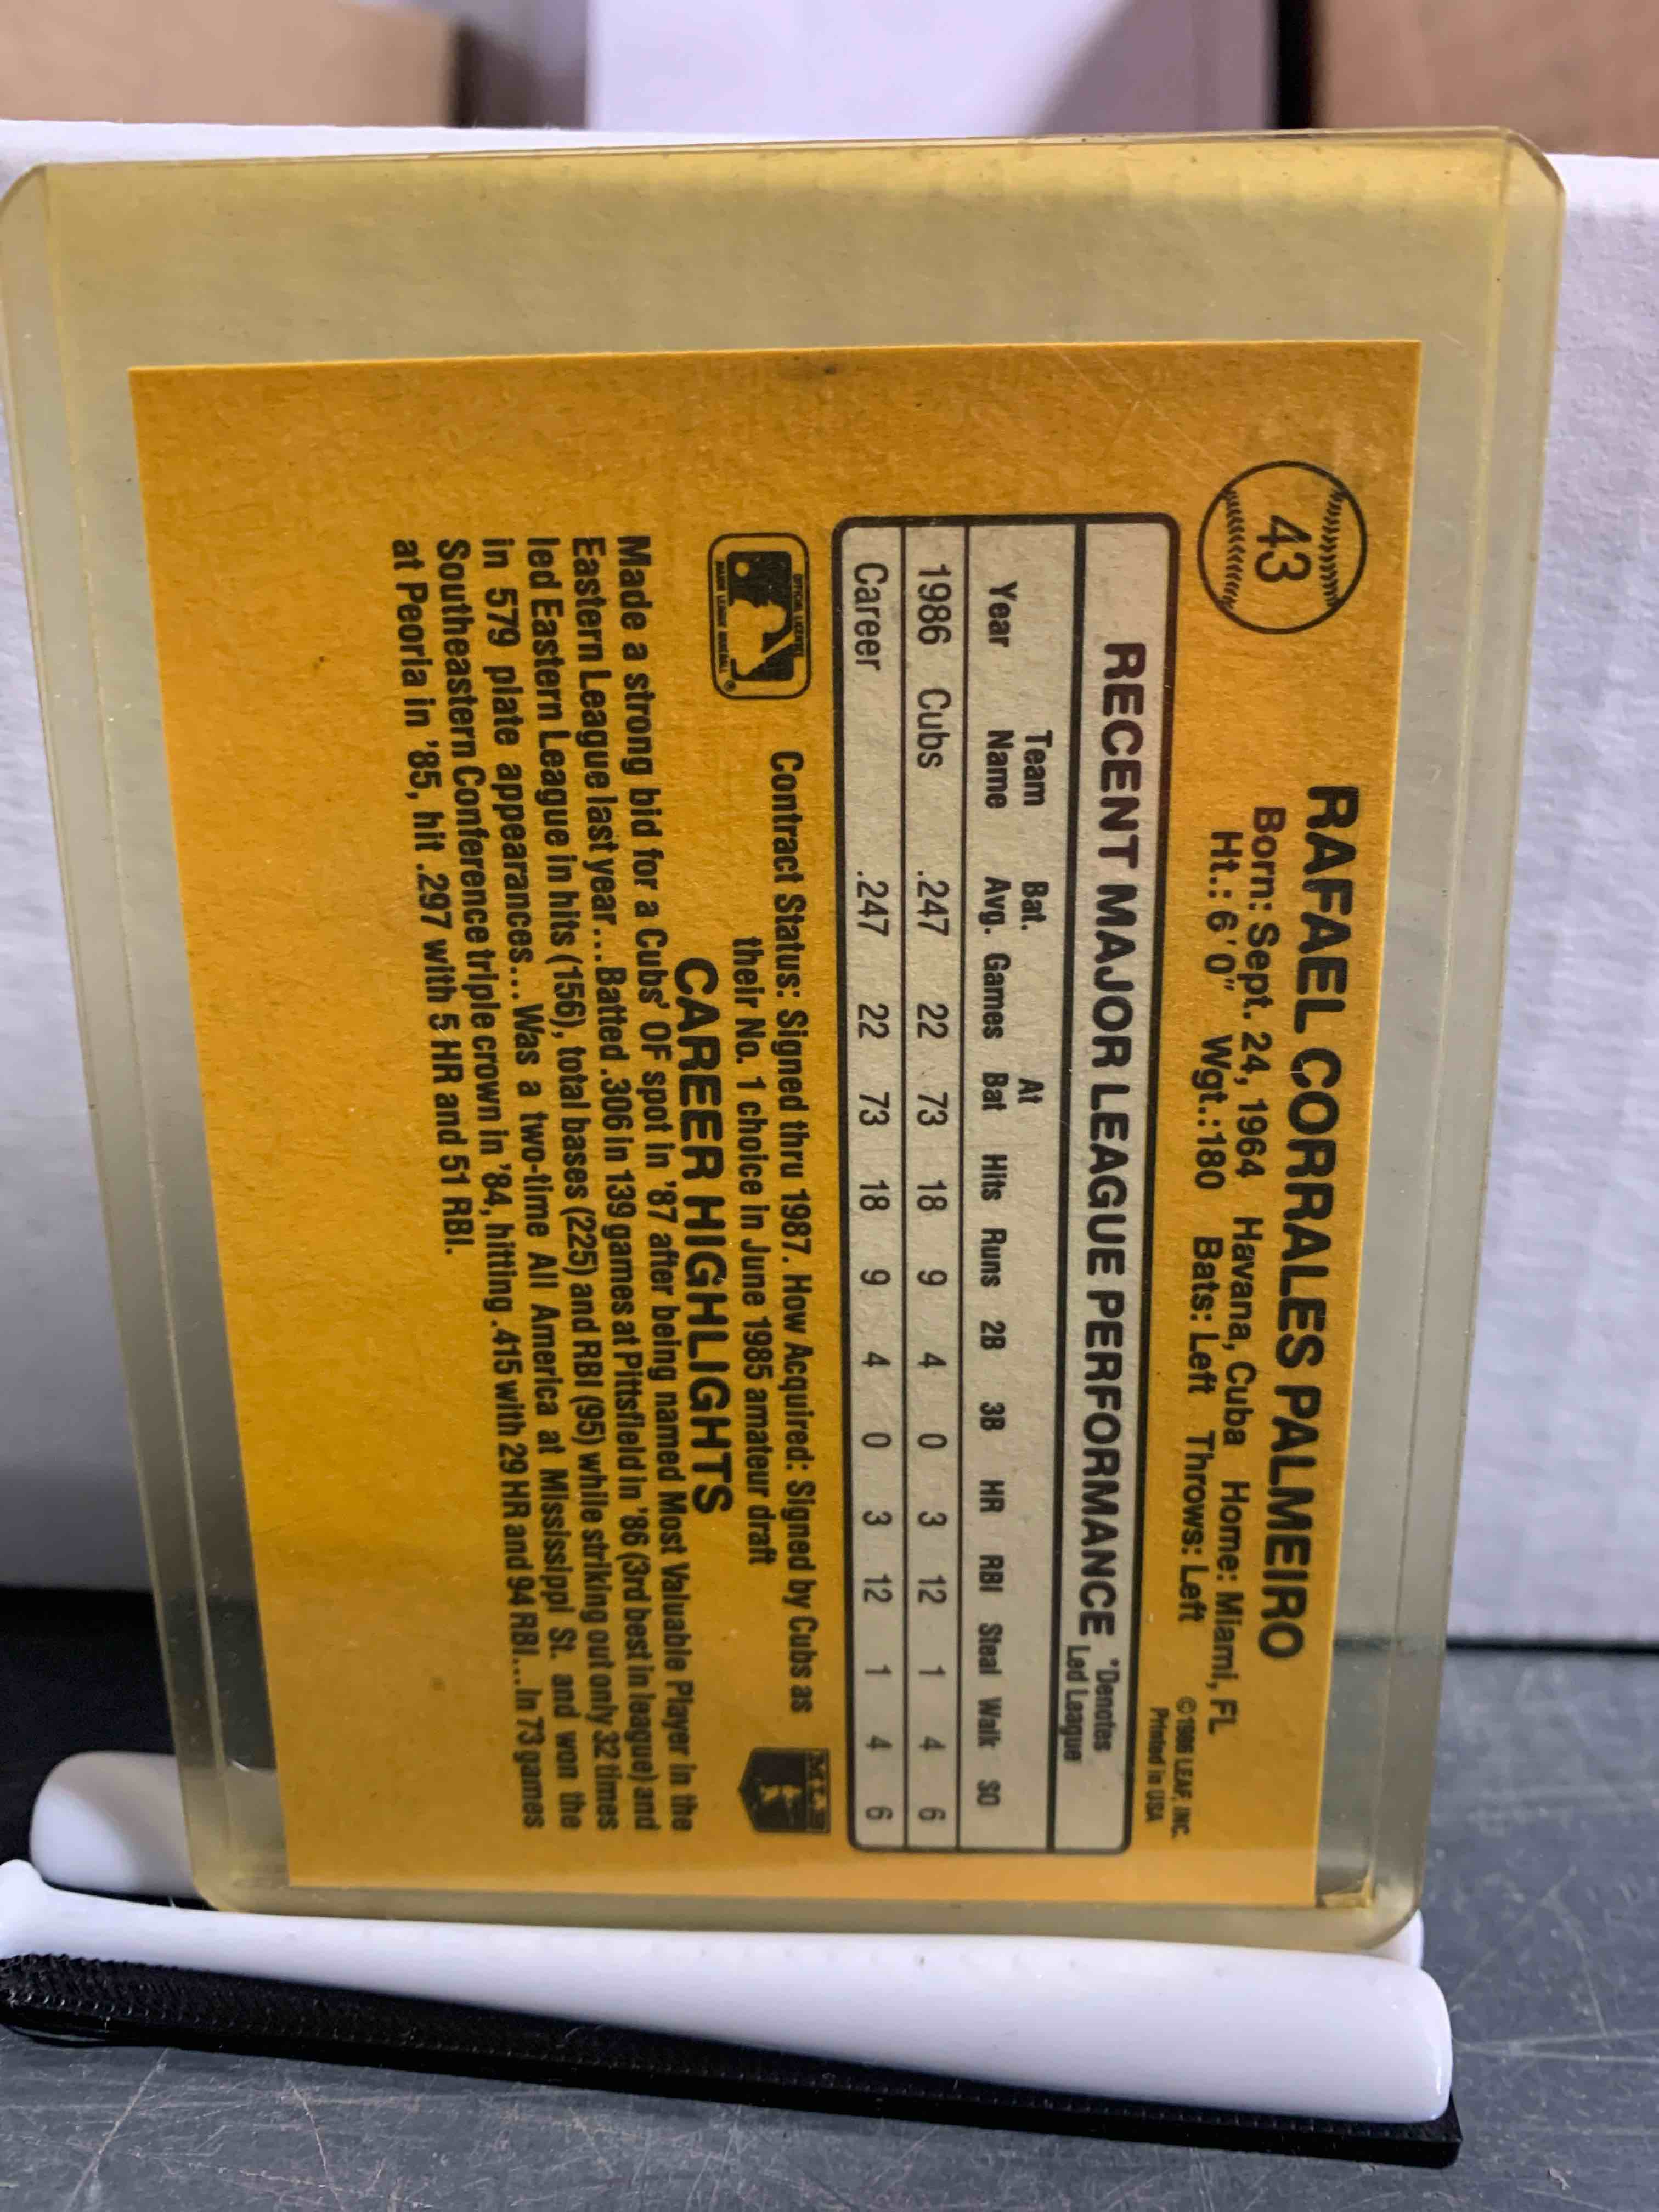 43
RAFAEL CORRALES PALMEIRO
Born: Sept. 24, 1964 Havana, Cuba Home: Miami, FL
Ht.: 6'0" Wgt.:180 Bats: Left Throws: Left
©1986 LEAF, INC.
Printed in USA
RECENT MAJOR LEAGUE PERFORMANCE *Denotes Led League
Year Team Name Bat. Avg. Games At Bat Hits Runs 2B 3B HR RBI Steal Walk SO
1986 Cubs .247 22 73 18 9 4 0 3 12 1 4 6
Career .247 22 73 18 9 4 0 3 12 1 4 6
OFFICIAL LICENSEE
MAJOR LEAGUE BASEBALL ®
Contract Status: Signed thru 1987. How Acquired: Signed by Cubs as
their No. 1 choice in June 1985 amateur draft
CAREER HIGHLIGHTS
Made a strong bid for a Cubs' OF spot in '87 after being named Most Valuable Player in the
Eastern League last year...Batted .306 in 139 games at Pittsfield in '86 (3rd best in league) and
led Eastern League in hits (156), total bases (225) and RBI (95) while striking out only 32 times
in 579 plate appearances...Was a two-time All America at Mississippi St. and won the
Southeastern Conference triple crown in '84, hitting .415 with 29 HR and 94 RBI...In 73 games
at Peoria in '85, hit .297 with 5 HR and 51 RBI.